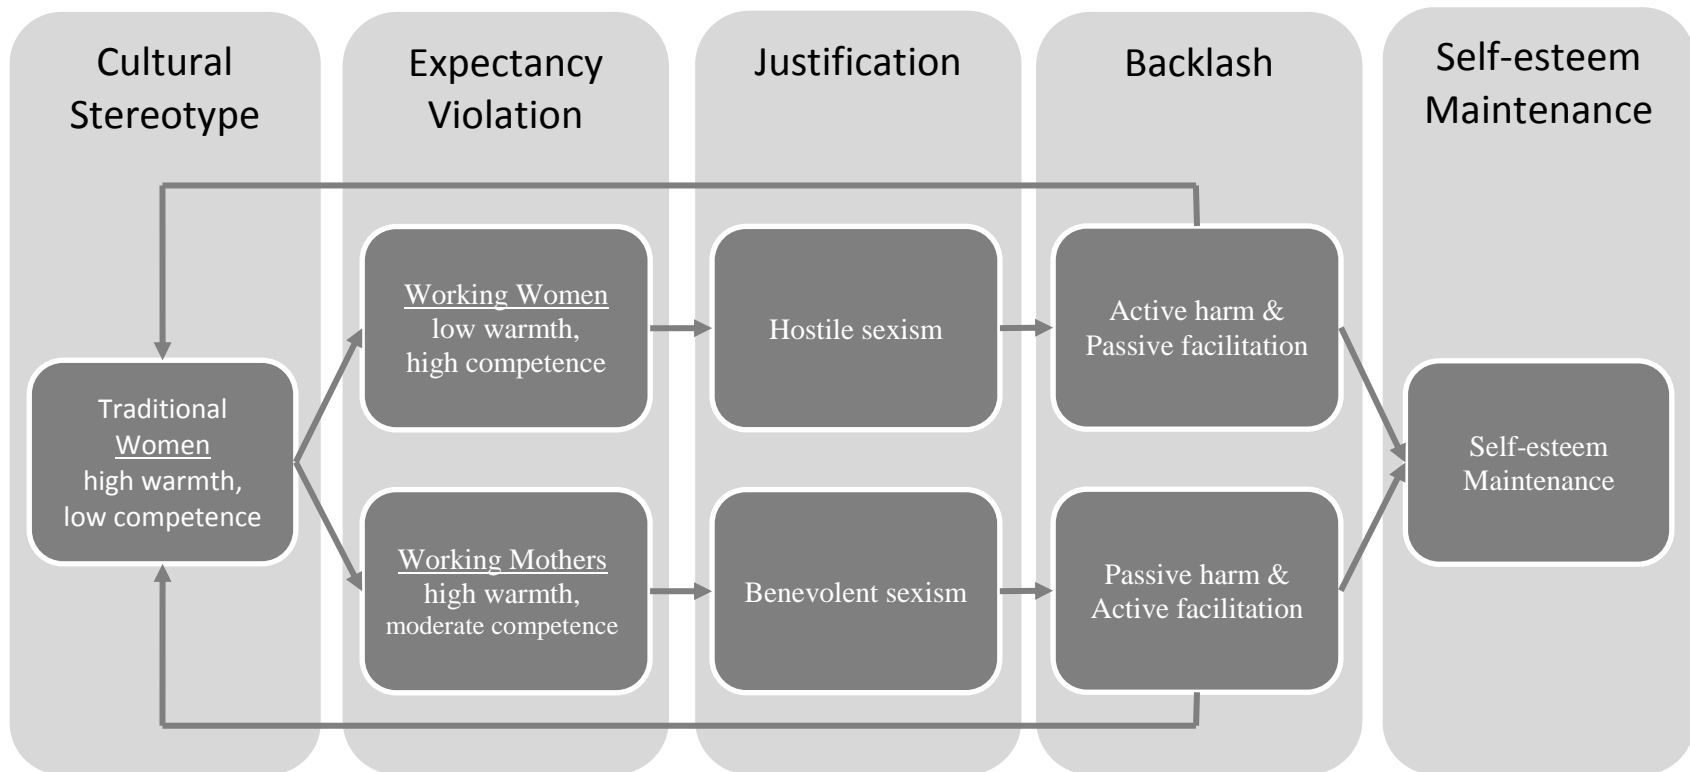 Cultural
Stereotype
Expectancy
Violation
Justification
Backlash
Self-esteem
Maintenance
Traditional
Women
high warmth,
low competence
Working Women
low warmth,
high competence
Hostile sexism
Active harm &
Passive facilitation
Working Mothers
high warmth,
moderate competence
Benevolent sexism
Passive harm &
Active facilitation
Self-esteem
Maintenance